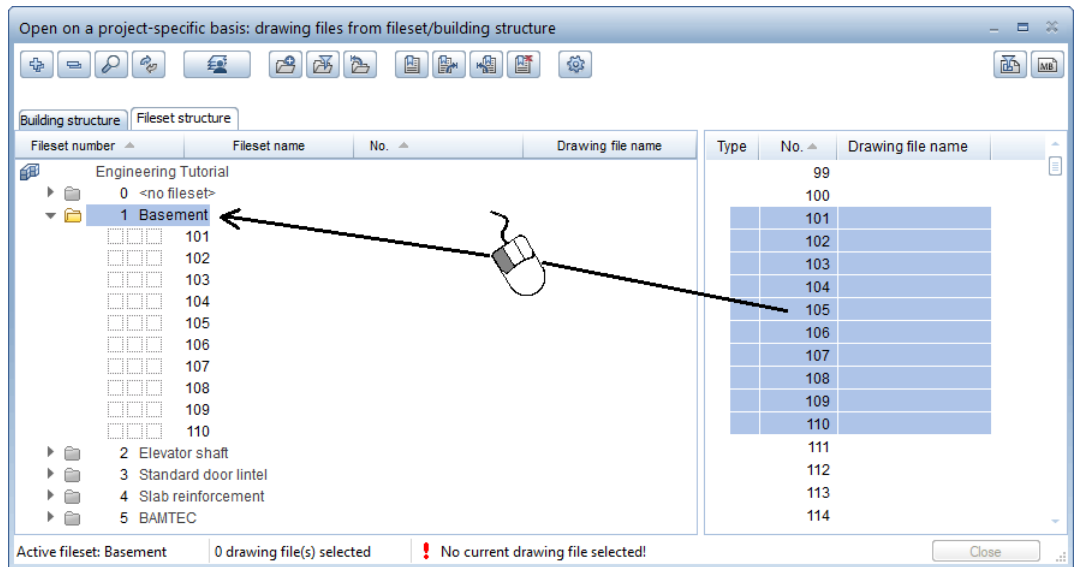 Open on a project-specific basis: drawing files from fileset/building structure
MB
Building structure Fileset structure
Fileset number Fileset name No. Drawing file name Type No. Drawing file name
Engineering Tutorial
0 <no fileset>
1 Basement
101
102
103
104
105
106
107
108
109
110
2 Elevator shaft
3 Standard door lintel
4 Slab reinforcement
5 BAMTEC
99
100
101
102
103
104
105
106
107
108
109
110
111
112
113
114
Active fileset: Basement 0 drawing file(s) selected ! No current drawing file selected! Close